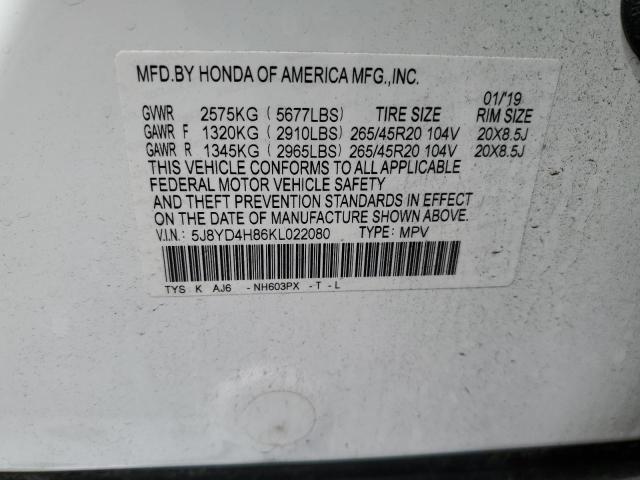 MFD.BY HONDA OF AMERICA MFG.,INC.
01/'19
GVWR 2575KG ( 5677LBS ) TIRE SIZE RIM SIZE
GAWR F 1320KG ( 2910LBS ) 265/45R20 104V 20X8.5J
GAWR R 1345KG ( 2965LBS ) 265/45R20 104V 20X8.5J
THIS VEHICLE CONFORMS TO ALL APPLICABLE
FEDERAL MOTOR VEHICLE SAFETY
AND THEFT PREVENTION STANDARDS IN EFFECT
ON THE DATE OF MANUFACTURE SHOWN ABOVE.
V.I.N.: 5J8YD4H86KL022080 TYPE: MPV
TYS K AJ6 -NH603PX -T -L